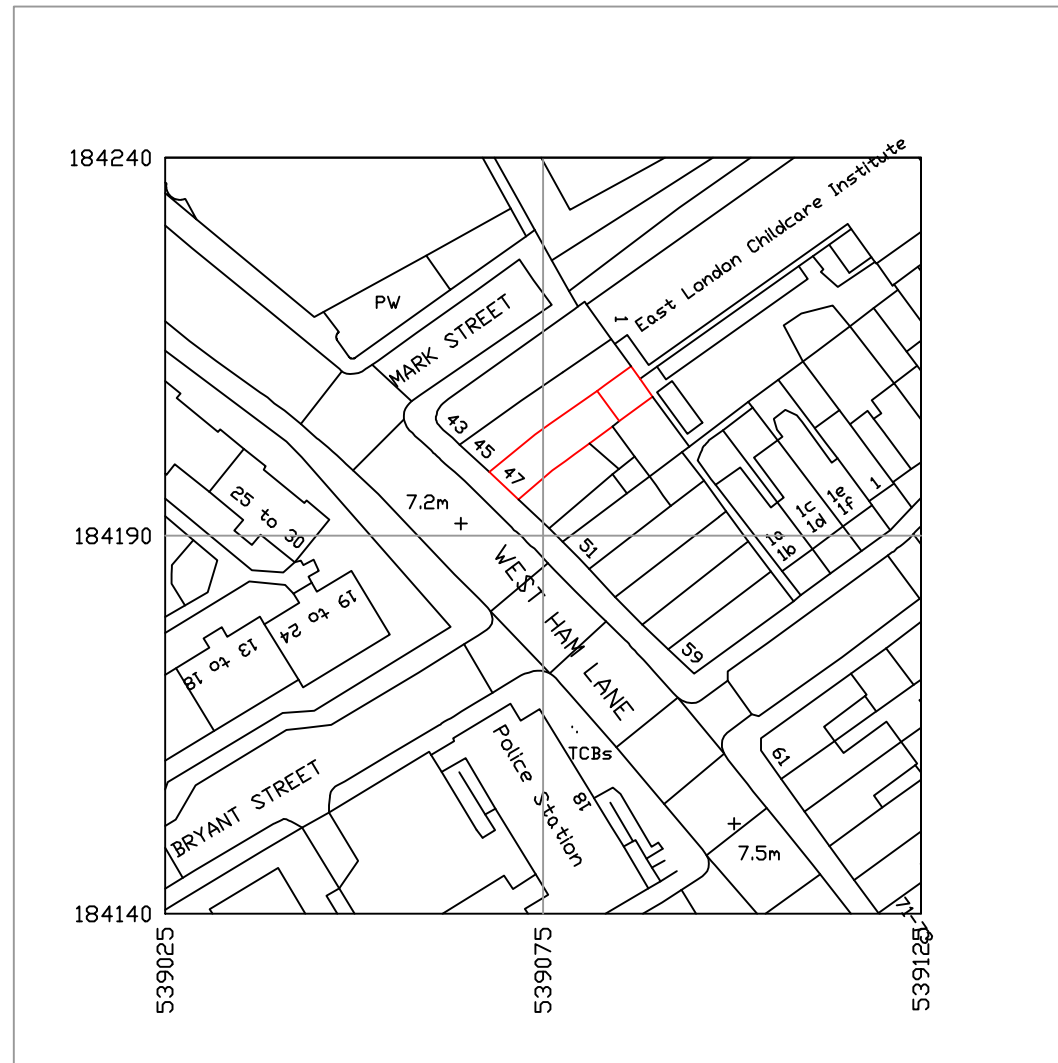 184240
East London Childcare Institute
1
PW
MARK STREET
43
45
47
7.2m
25 to 30
1
1e
1f
1c
1d
1a
1b
184190
51
WEST HAM LANE
19 to 24
13 to 18
59
61
Police Station
TCBs
18
BRYANT STREET
7.5m
184140
539025
539075
539125